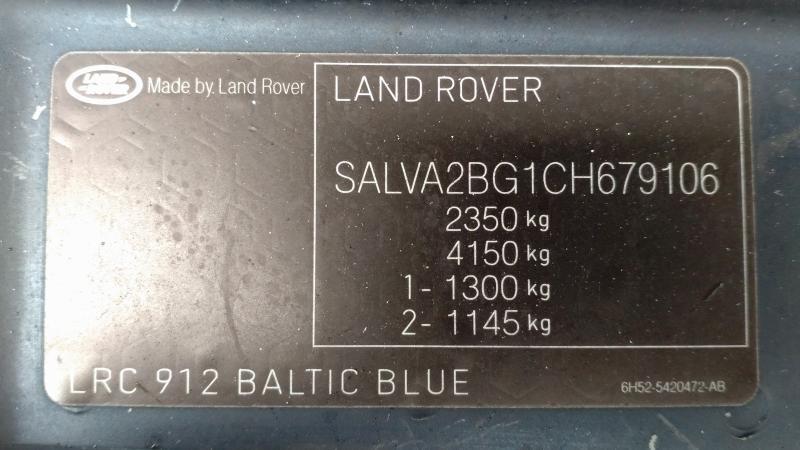 LAND ROVER Made by Land Rover
LAND ROVER
SALVA2BG1CH679106
2350 kg
4150 kg
1- 1300 kg
2- 1145 kg
LRC 912 BALTIC BLUE
6H52-5420472-AB